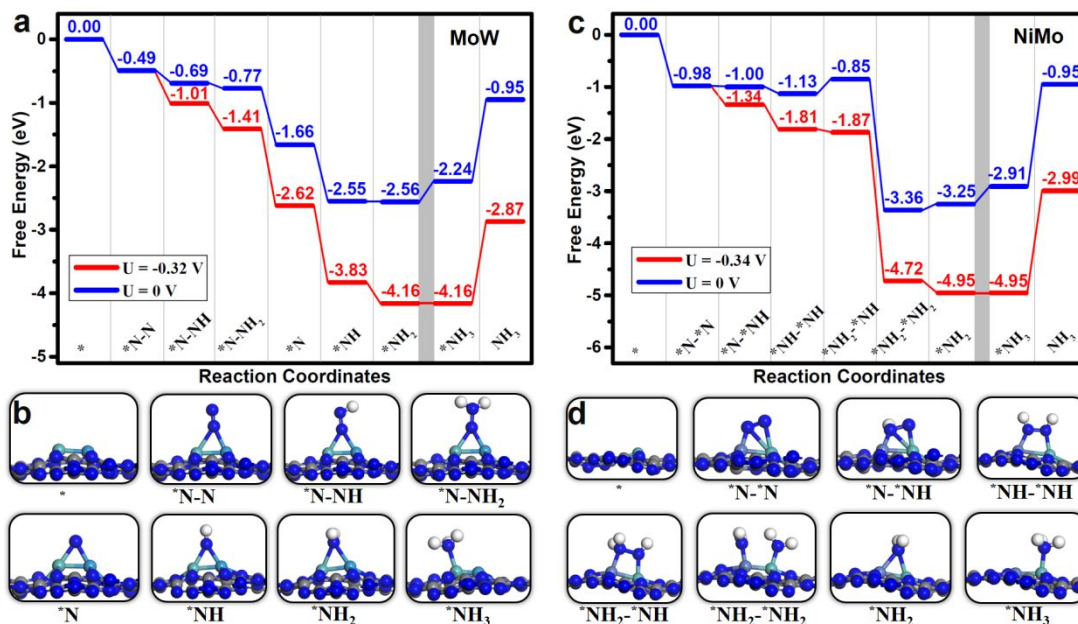 a
MoW
Free Energy (eV)
0
-1
-2
-3
-4
-5
0.00
-0.49
-0.69
-0.77
-1.01
-1.41
-1.66
-2.55
-2.56
-2.24
-0.95
-2.62
-3.83
-4.16
-4.16
-2.87
U = -0.32 V
U = 0 V
*
*N-N
*N-NH
*N-NH₂
*N
*NH
*NH₂
*NH₃
NH₃
Reaction Coordinates
c
NiMo
Free Energy (eV)
0
-1
-2
-3
-4
-5
-6
0.00
-0.98
-1.00
-1.13
-0.85
-1.34
-1.81
-1.87
-3.36
-3.25
-2.91
-0.95
-4.72
-4.95
-4.95
-2.99
U = -0.34 V
U = 0 V
*
*N-*N
*N-*NH
*NH-*NH
*NH₂-*NH
*NH₂-*NH₂
*NH₂
*NH₃
NH₃
Reaction Coordinates
b
*
*N-N
*N-NH
*N-NH₂
*N
*NH
*NH₂
*NH₃
d
*
*N-*N
*N-*NH
*NH-*NH
*NH₂-*NH
*NH₂-*NH₂
*NH₂
*NH₃